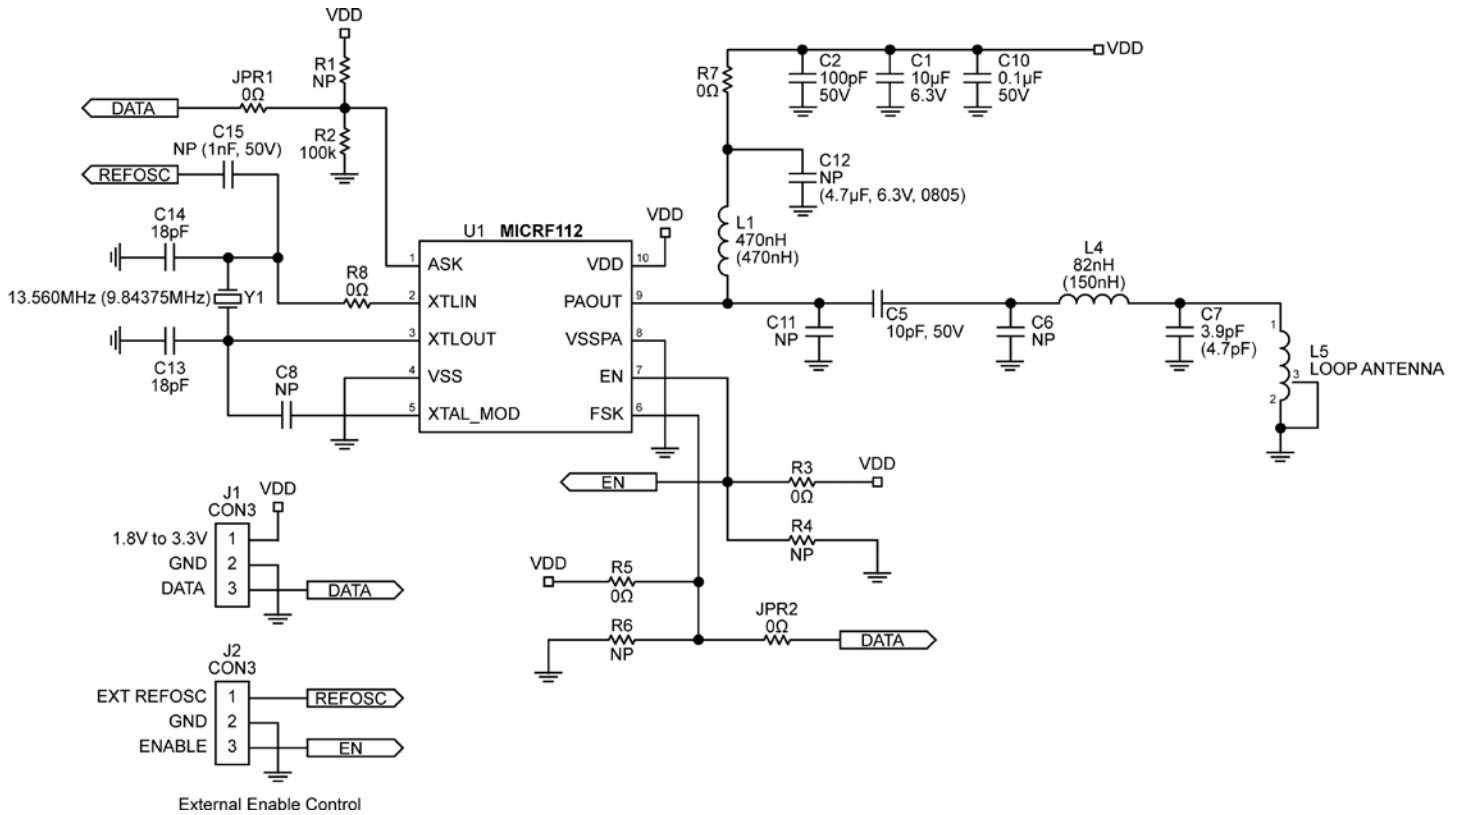 VDD
R1
NP
JPR1
0Ω
DATA
R2
100k
C15
NP (1nF, 50V)
REFOSC
C14
18pF
13.560MHz (9.84375MHz)
Y1
R8
0Ω
C13
18pF
C8
NP
U1 MICRF112
1
ASK
2
XTLIN
3
XTLOUT
4
VSS
5
XTAL_MOD
VDD
10
PAOUT
9
VSSPA
8
EN
7
FSK
6
VDD
R7
0Ω
C2
100pF
50V
C1
10µF
6.3V
C10
0.1µF
50V
VDD
C12
NP
(4.7µF, 6.3V, 0805)
L1
470nH
(470nH)
C11
NP
C5
10pF, 50V
C6
NP
L4
82nH
(150nH)
C7
3.9pF
(4.7pF)
1
3
2
L5
LOOP ANTENNA
EN
R3
0Ω
VDD
R4
NP
VDD
R5
0Ω
R6
NP
JPR2
0Ω
DATA
J1
CON3
VDD
1.8V to 3.3V
1
GND
2
DATA
3
DATA
J2
CON3
EXT REFOSC
1
REFOSC
GND
2
ENABLE
3
EN
External Enable Control